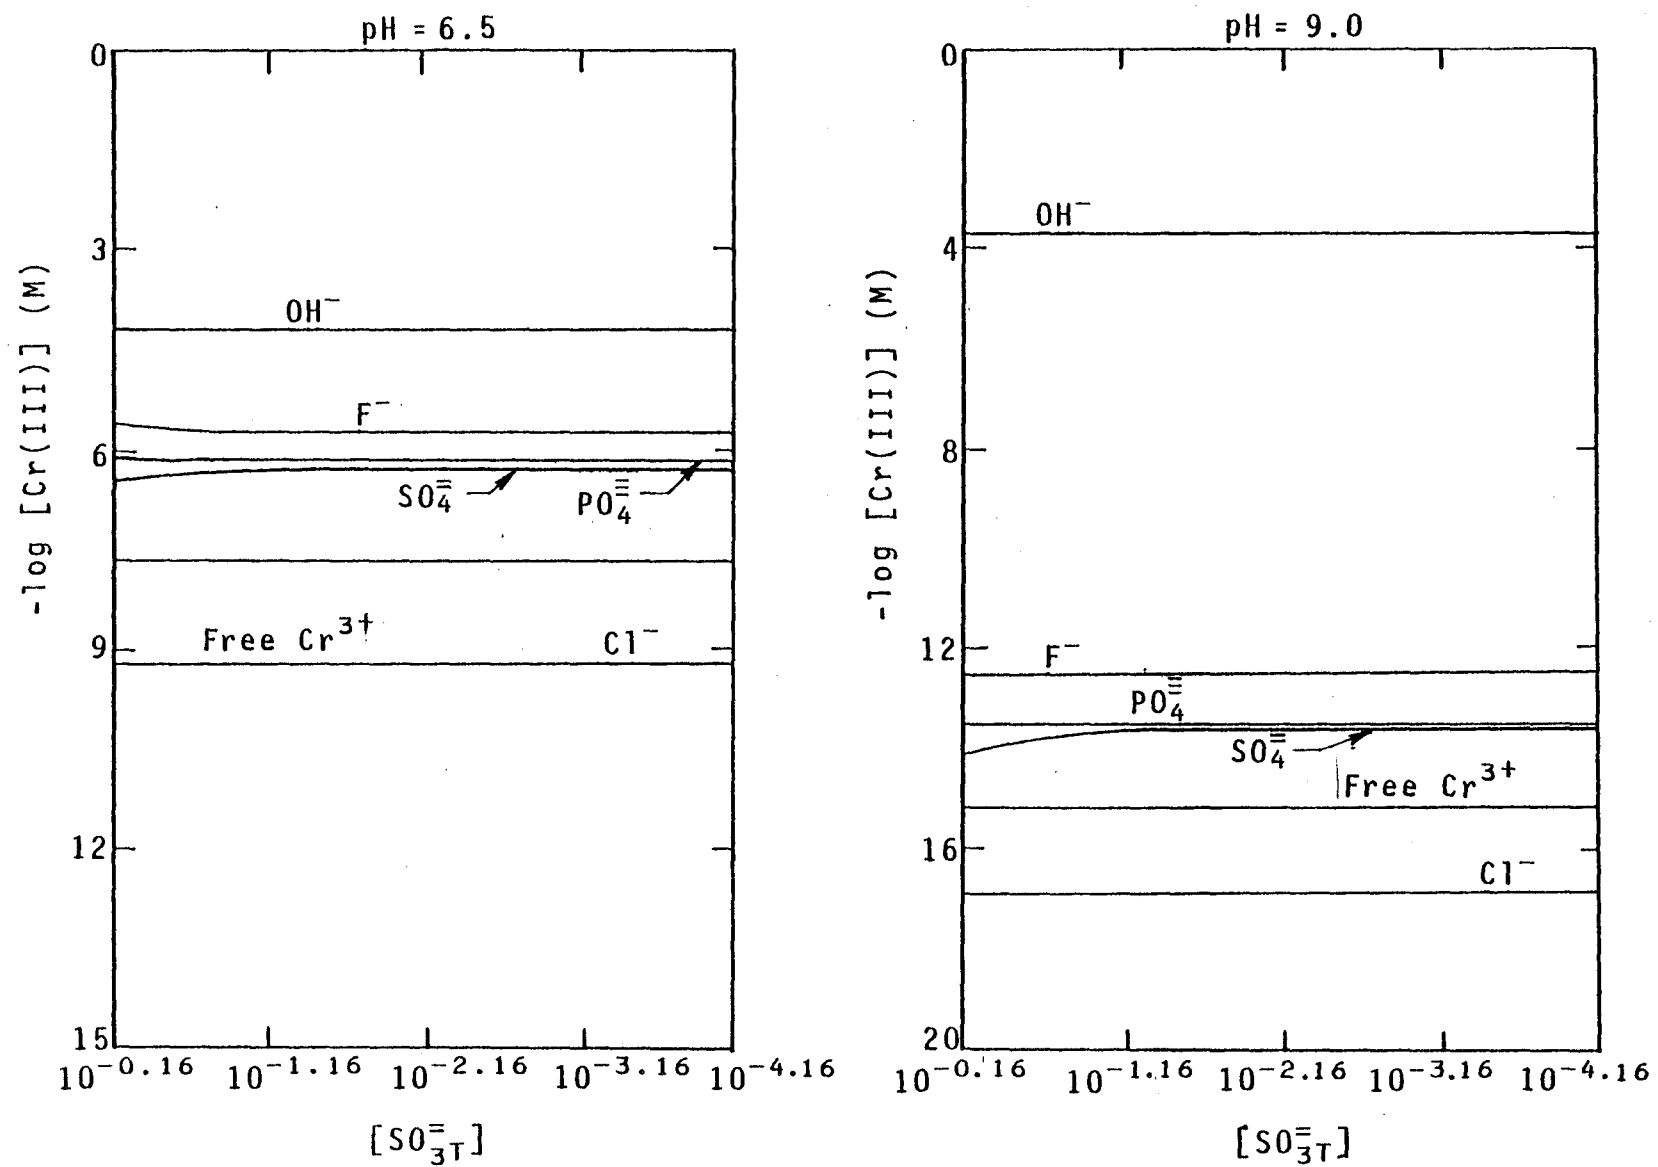 pH = 6.5
0
3
6
9
12
15
-log [Cr(III)] (M)
OH⁻
F⁻
SO₄⁼
PO₄≡
Free Cr³⁺
Cl⁻
10⁻⁰·¹⁶ 10⁻¹·¹⁶ 10⁻²·¹⁶ 10⁻³·¹⁶ 10⁻⁴·¹⁶
[SO₃⁼T]
pH = 9.0
0
4
8
12
16
20
-log [Cr(III)] (M)
OH⁻
F⁻
PO₄≡
SO₄⁼
Free Cr³⁺
Cl⁻
10⁻⁰·¹⁶ 10⁻¹·¹⁶ 10⁻²·¹⁶ 10⁻³·¹⁶ 10⁻⁴·¹⁶
[SO₃⁼T]